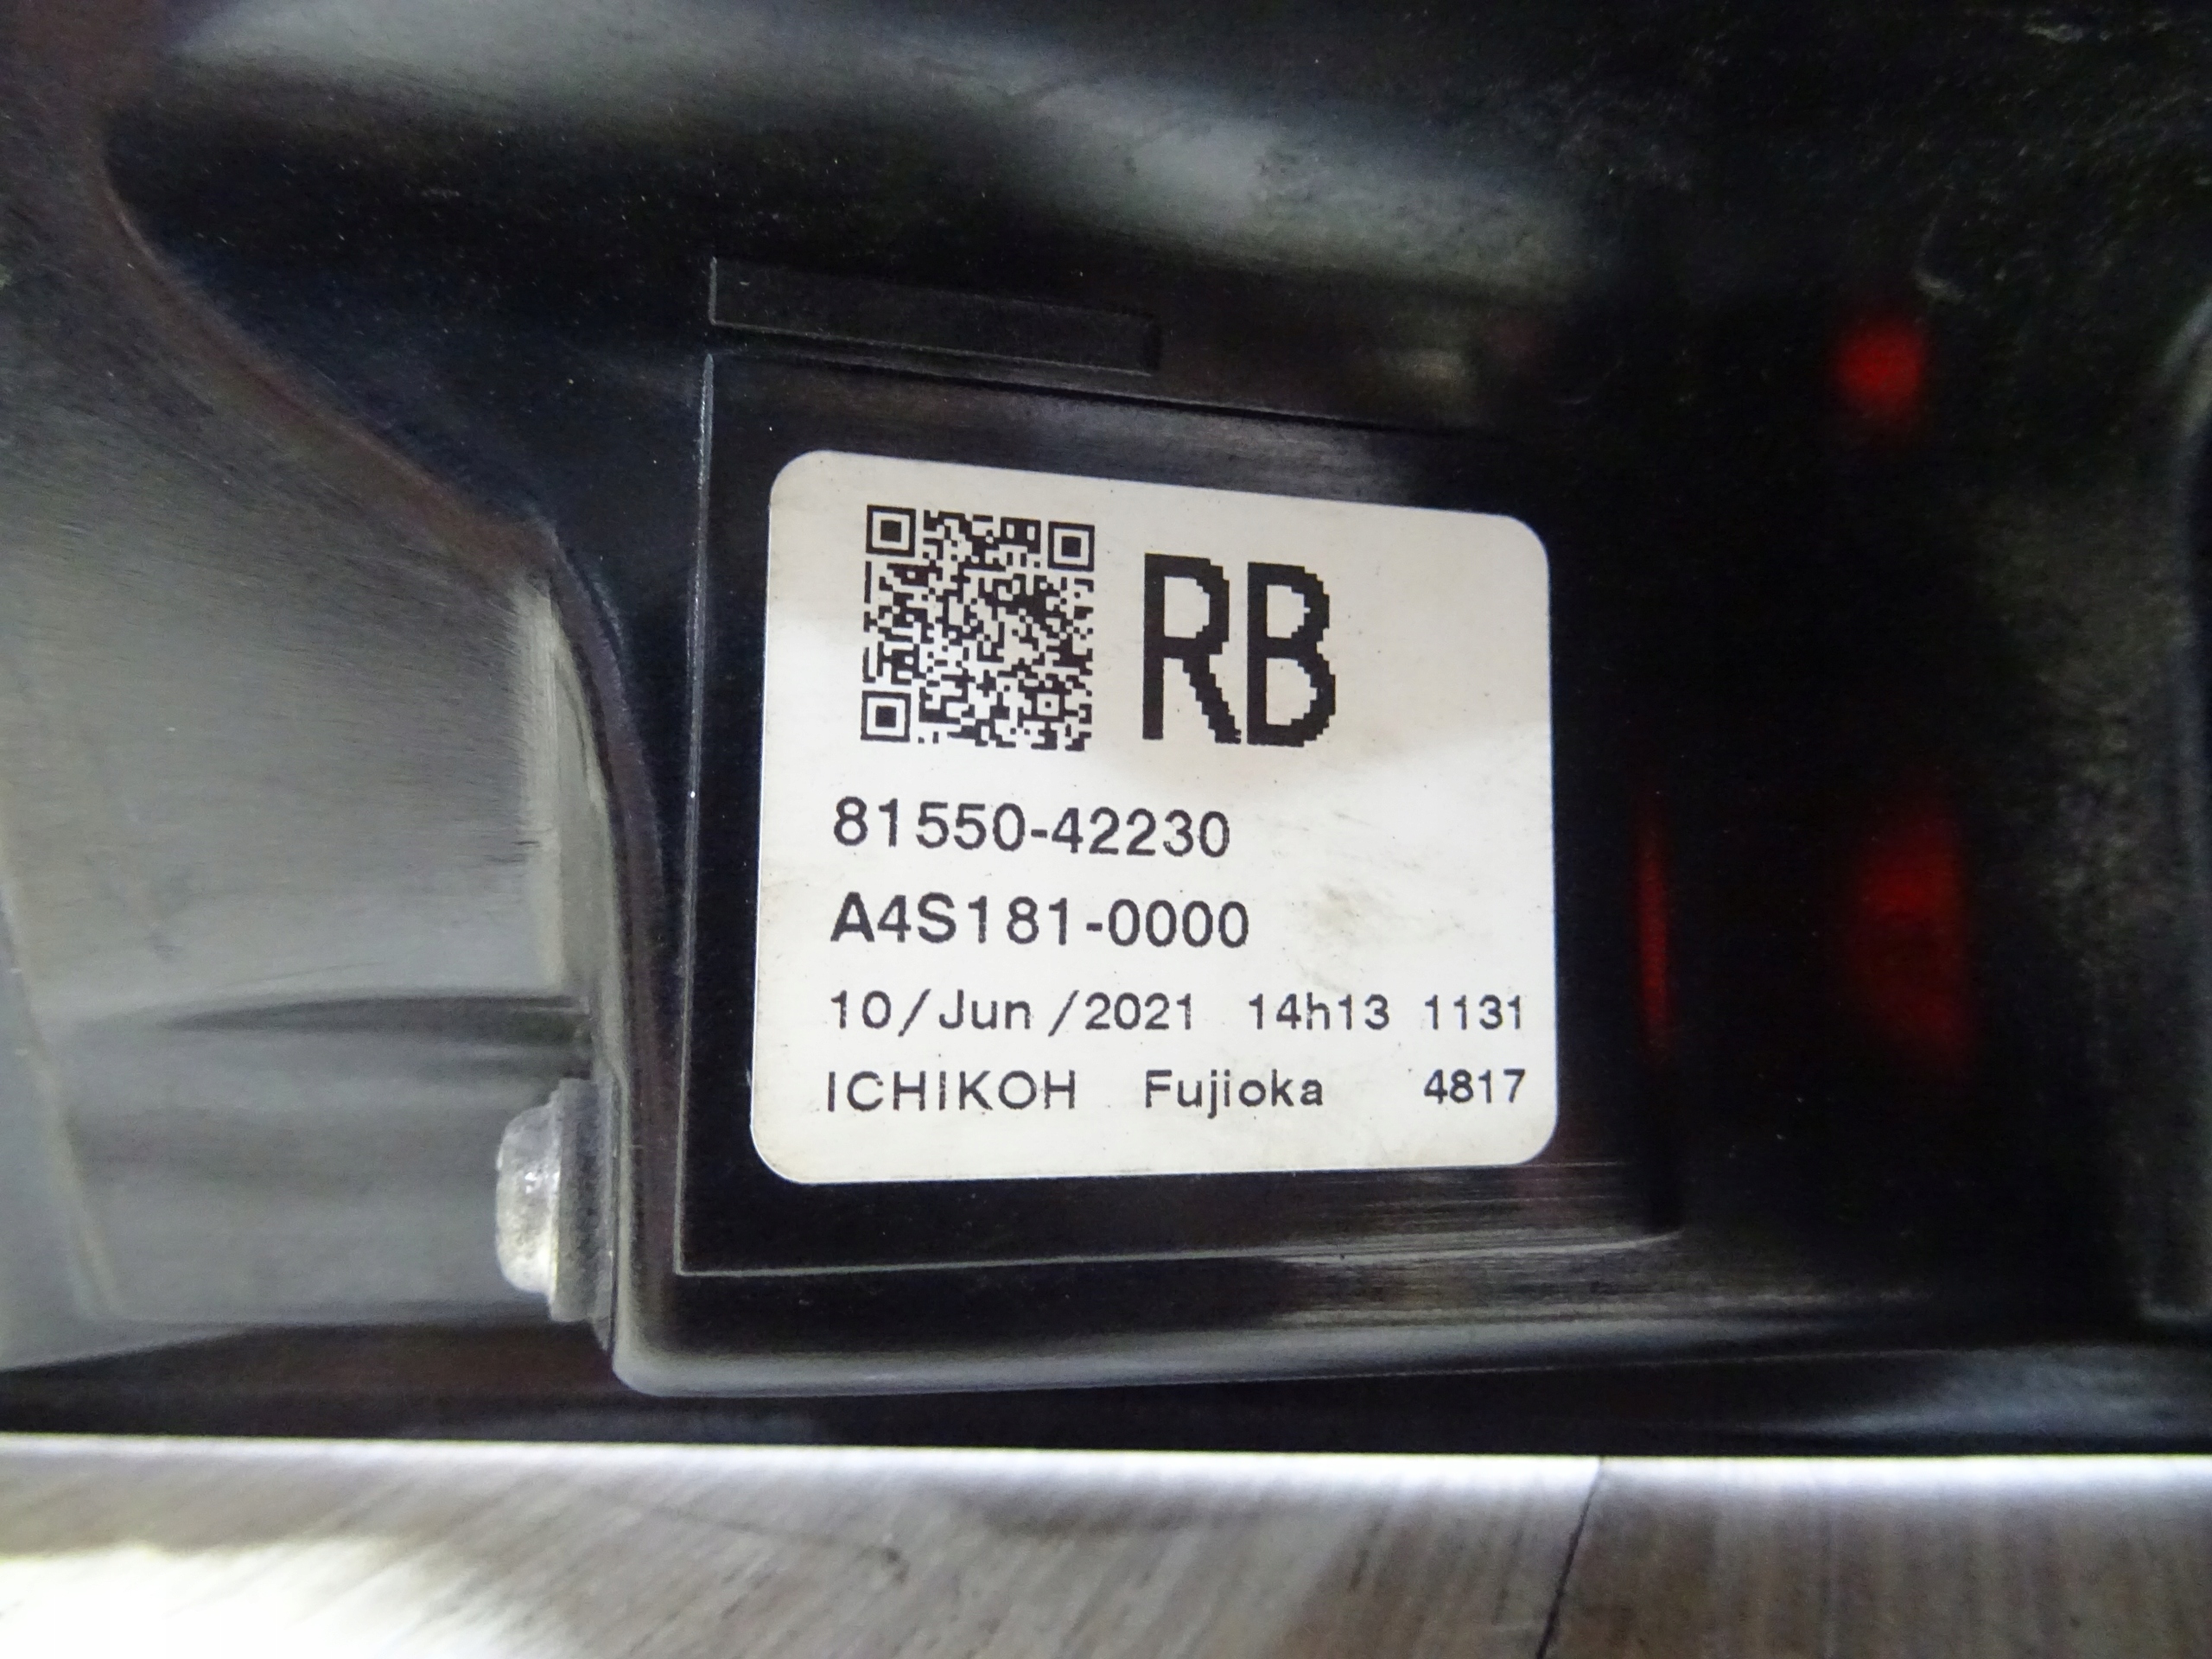 RB
81550-42230
A4S181-0000
10/Jun/2021 14h13 1131
ICHIKOH Fujioka 4817